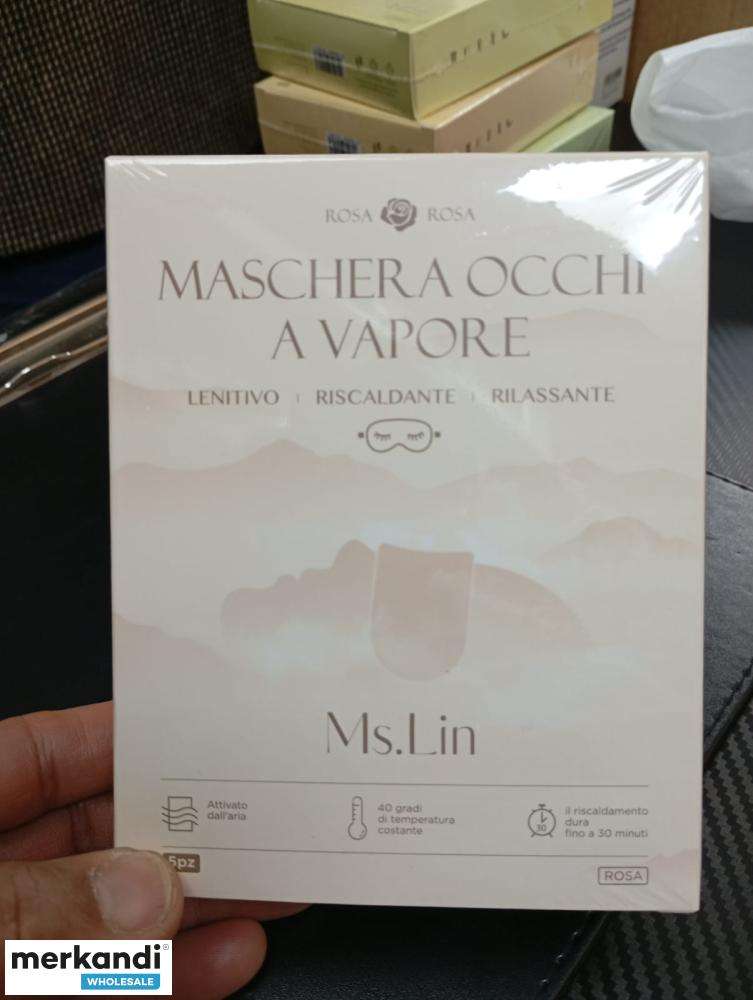 ROSA ROSA
MASCHERA OCCHI
A VAPORE
LENITIVO | RISCALDANTE | RILASSANTE
Ms.Lin
Attivato
dall'aria
40 gradi
di temperatura
costante
30
il riscaldamento
dura
fino a 30 minuti
5pz
ROSA
merkandi®
WHOLESALE